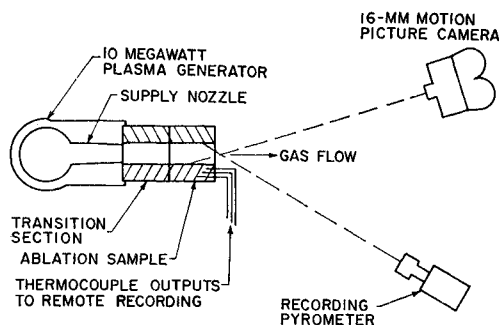 16-MM MOTION
PICTURE CAMERA
10 MEGAWATT
PLASMA GENERATOR
SUPPLY NOZZLE
GAS FLOW
TRANSITION
SECTION
ABLATION SAMPLE
THERMOCOUPLE OUTPUTS
TO REMOTE RECORDING
RECORDING
PYROMETER